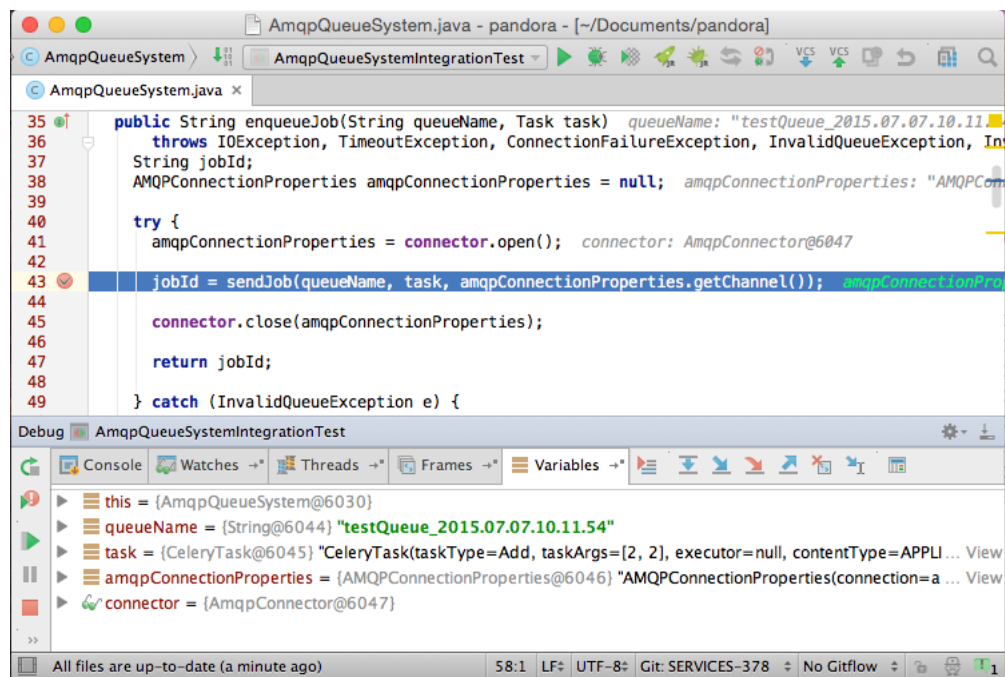 AmqpQueueSystem.java - pandora - [~/Documents/pandora]
C AmqpQueueSystem AmqpQueueSystemIntegrationTest VCS VCS
C AmqpQueueSystem.java ×
35 public String enqueueJob(String queueName, Task task) queueName: "testQueue_2015.07.07.10.11.
36 throws IOException, TimeoutException, ConnectionFailureException, InvalidQueueException, In
37 String jobId;
38 AMQPConnectionProperties amqpConnectionProperties = null; amqpConnectionProperties: "AMQPCon
39
40 try {
41 amqpConnectionProperties = connector.open(); connector: AmqpConnector@6047
42
43 jobId = sendJob(queueName, task, amqpConnectionProperties.getChannel()); amqpConnectionPro
44
45 connector.close(amqpConnectionProperties);
46
47 return jobId;
48
49 } catch (InvalidQueueException e) {
Debug AmqpQueueSystemIntegrationTest
Console Watches Threads Frames Variables
this = {AmqpQueueSystem@6030}
queueName = {String@6044} "testQueue_2015.07.07.10.11.54"
task = {CeleryTask@6045} "CeleryTask(taskType=Add, taskArgs=[2, 2], executor=null, contentType=APPLI ... View
amqpConnectionProperties = {AMQPConnectionProperties@6046} "AMQPConnectionProperties(connection=a ... View
connector = {AmqpConnector@6047}
All files are up-to-date (a minute ago) 58:1 LF UTF-8 Git: SERVICES-378 No Gitflow 1